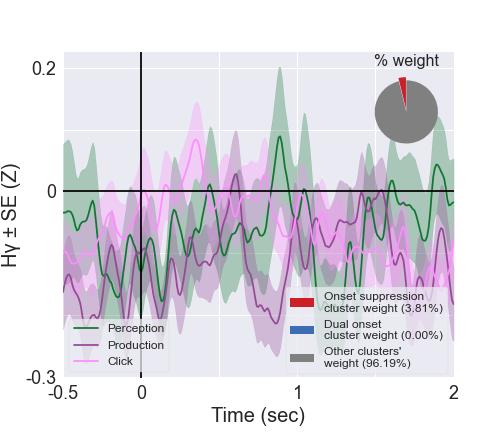 % weight
0.2
0
-0.3
Hγ ± SE (Z)
Perception
Production
Click
Onset suppression
cluster weight (3.81%)
Dual onset
cluster weight (0.00%)
Other clusters'
weight (96.19%)
-0.5
0
1
2
Time (sec)